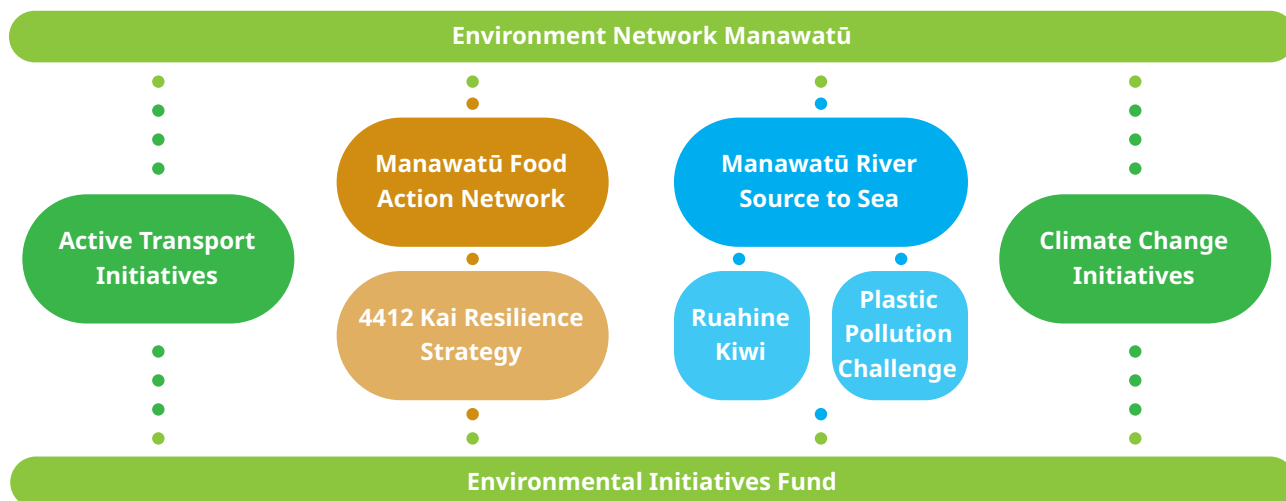 Environment Network Manawatū
Active Transport
Initiatives
Manawatū Food
Action Network
4412 Kai Resilience
Strategy
Manawatū River
Source to Sea
Ruahine
Kiwi
Plastic
Pollution
Challenge
Climate Change
Initiatives
Environmental Initiatives Fund